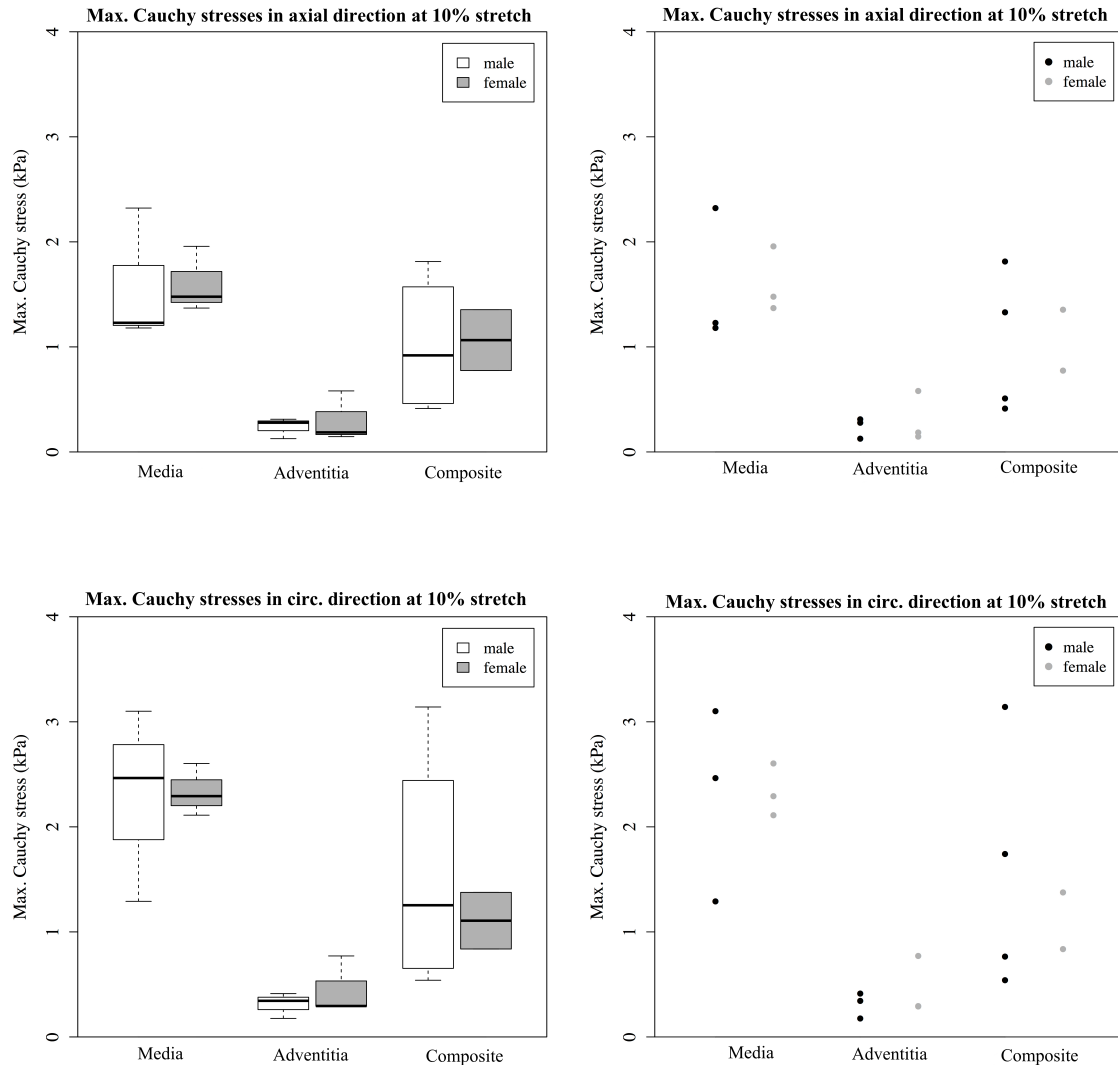 Max. Cauchy stresses in axial direction at 10% stretch
male
female
Max. Cauchy stress (kPa)
4
3
2
1
0
Media
Adventitia
Composite
Max. Cauchy stresses in axial direction at 10% stretch
male
female
Max. Cauchy stress (kPa)
4
3
2
1
0
Media
Adventitia
Composite
Max. Cauchy stresses in circ. direction at 10% stretch
male
female
Max. Cauchy stress (kPa)
4
3
2
1
0
Media
Adventitia
Composite
Max. Cauchy stresses in circ. direction at 10% stretch
male
female
Max. Cauchy stress (kPa)
4
3
2
1
0
Media
Adventitia
Composite